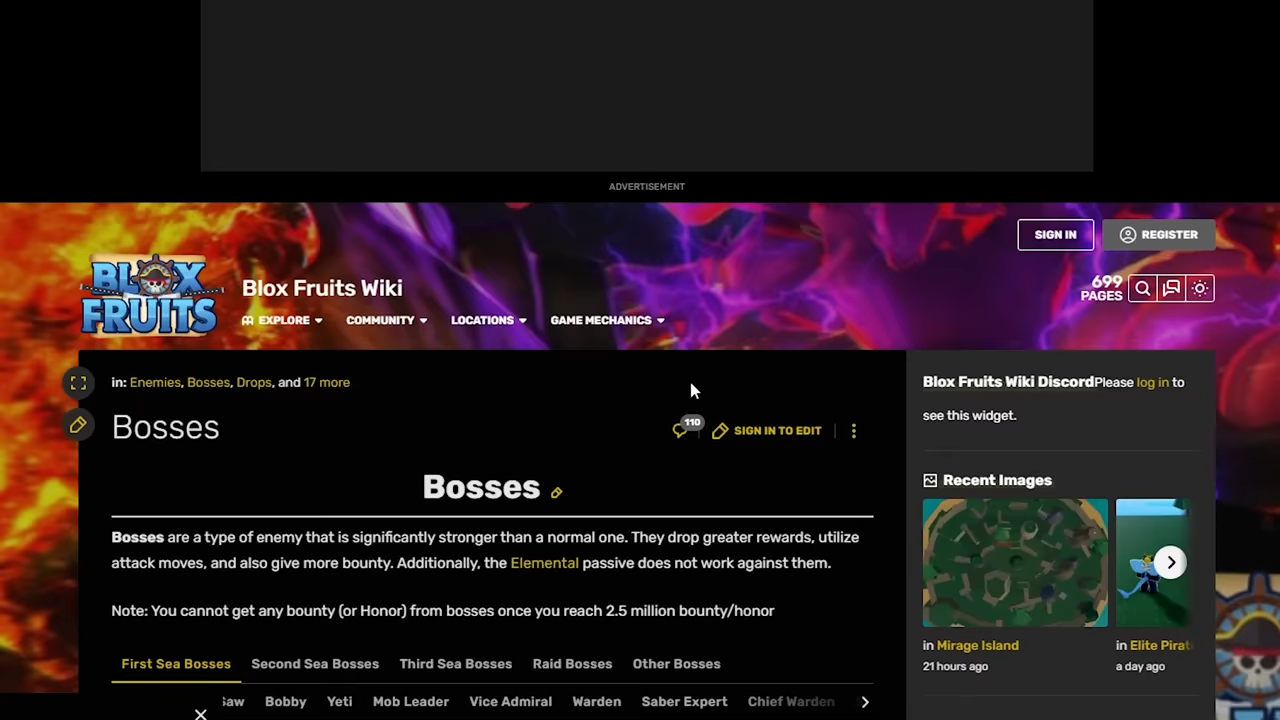 ADVERTISEMENT
SIGN IN
REGISTER
BLOX
FRUITS
Blox Fruits Wiki
699
PAGES
EXPLORE
COMMUNITY
LOCATIONS
GAME MECHANICS
in: Enemies, Bosses, Drops, and 17 more
Bosses
110
SIGN IN TO EDIT
Bosses
Bosses are a type of enemy that is significantly stronger than a normal one. They drop greater rewards, utilize
attack moves, and also give more bounty. Additionally, the Elemental passive does not work against them.
Note: You cannot get any bounty (or Honor) from bosses once you reach 2.5 million bounty/honor
First Sea Bosses
Second Sea Bosses
Third Sea Bosses
Raid Bosses
Other Bosses
Saw
Bobby
Yeti
Mob Leader
Vice Admiral
Warden
Saber Expert
Chief Warden
Blox Fruits Wiki DiscordPlease log in to
see this widget.
Recent Images
in Mirage Island
21 hours ago
in Elite Pirat
a day ago